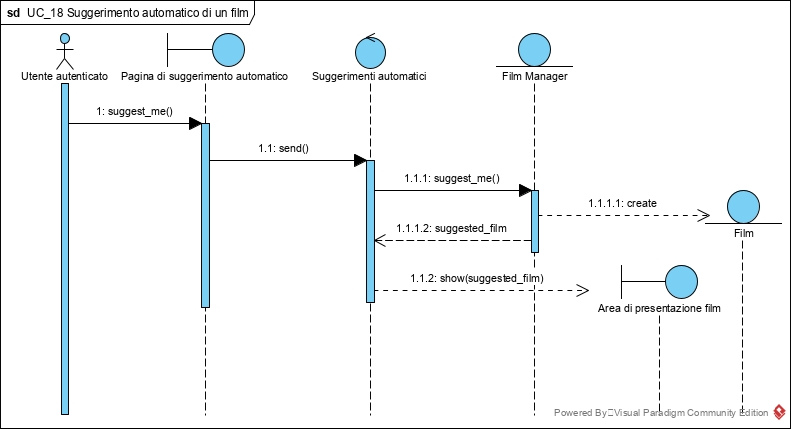 sd UC_18 Suggerimento automatico di un film
Utente autenticato
Pagina di suggerimento automatico
Suggerimenti automatici
Film Manager
1: suggest_me()
1.1: send()
1.1.1: suggest_me()
1.1.1.1: create
1.1.1.2: suggested_film
Film
1.1.2: show(suggested_film)
Area di presentazione film
Powered By Visual Paradigm Community Edition